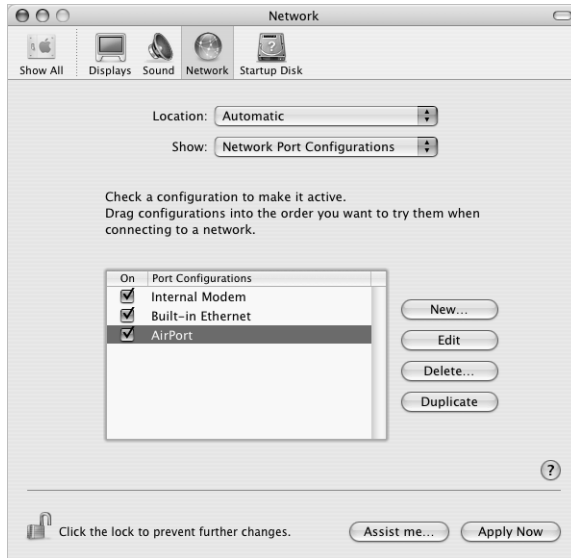 Network
Show All Displays Sound Network Startup Disk
Location: Automatic
Show: Network Port Configurations
Check a configuration to make it active.
Drag configurations into the order you want to try them when
connecting to a network.
On Port Configurations
Internal Modem
Built-in Ethernet
AirPort
New...
Edit
Delete...
Duplicate
?
Click the lock to prevent further changes. Assist me... Apply Now